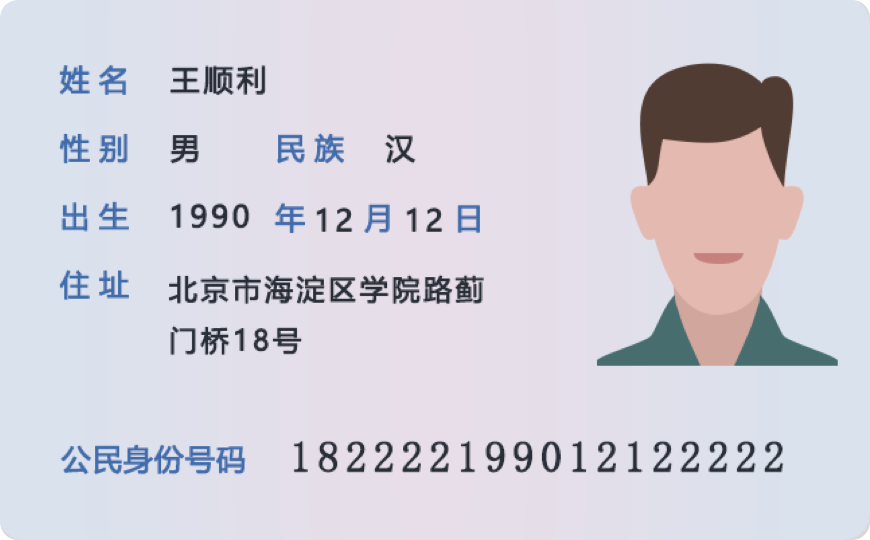 姓名 王顺利
性别 男 民族 汉
出生 1990 年 12 月 12 日
住址 北京市海淀区学院路蓟
门桥18号
公民身份号码 182222199012122222